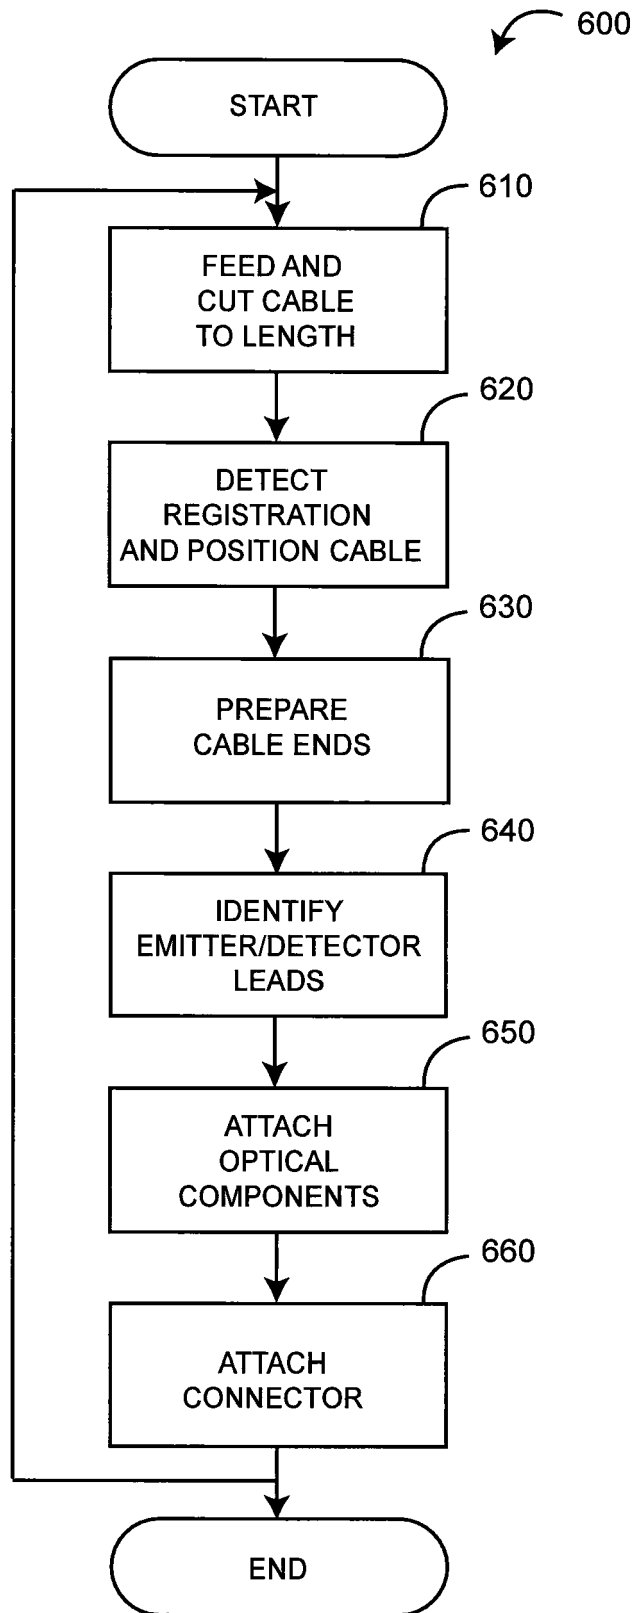 600
START
610
FEED AND
CUT CABLE
TO LENGTH
620
DETECT
REGISTRATION
AND POSITION CABLE
630
PREPARE
CABLE ENDS
640
IDENTIFY
EMITTER/DETECTOR
LEADS
650
ATTACH
OPTICAL
COMPONENTS
660
ATTACH
CONNECTOR
END